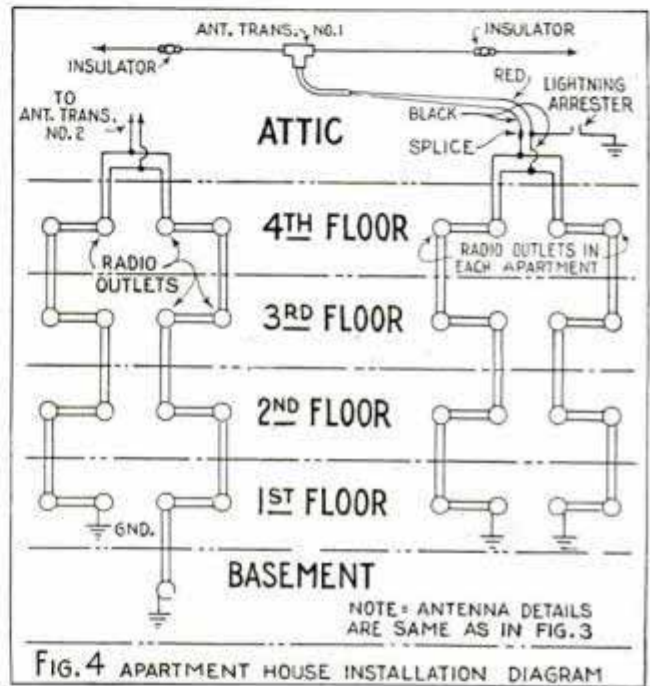 ANT. TRANS. NO.1
INSULATOR
INSULATOR
RED
LIGHTNING
ARRESTER
TO
ANT. TRANS.
NO.2
BLACK
ATTIC
SPLICE
4TH FLOOR
RADIO
OUTLETS
RADIO OUTLETS IN
EACH APARTMENT
3RD FLOOR
2ND FLOOR
1ST FLOOR
GND.
BASEMENT
NOTE= ANTENNA DETAILS
ARE SAME AS IN FIG.3
FIG.4 APARTMENT HOUSE INSTALLATION DIAGRAM